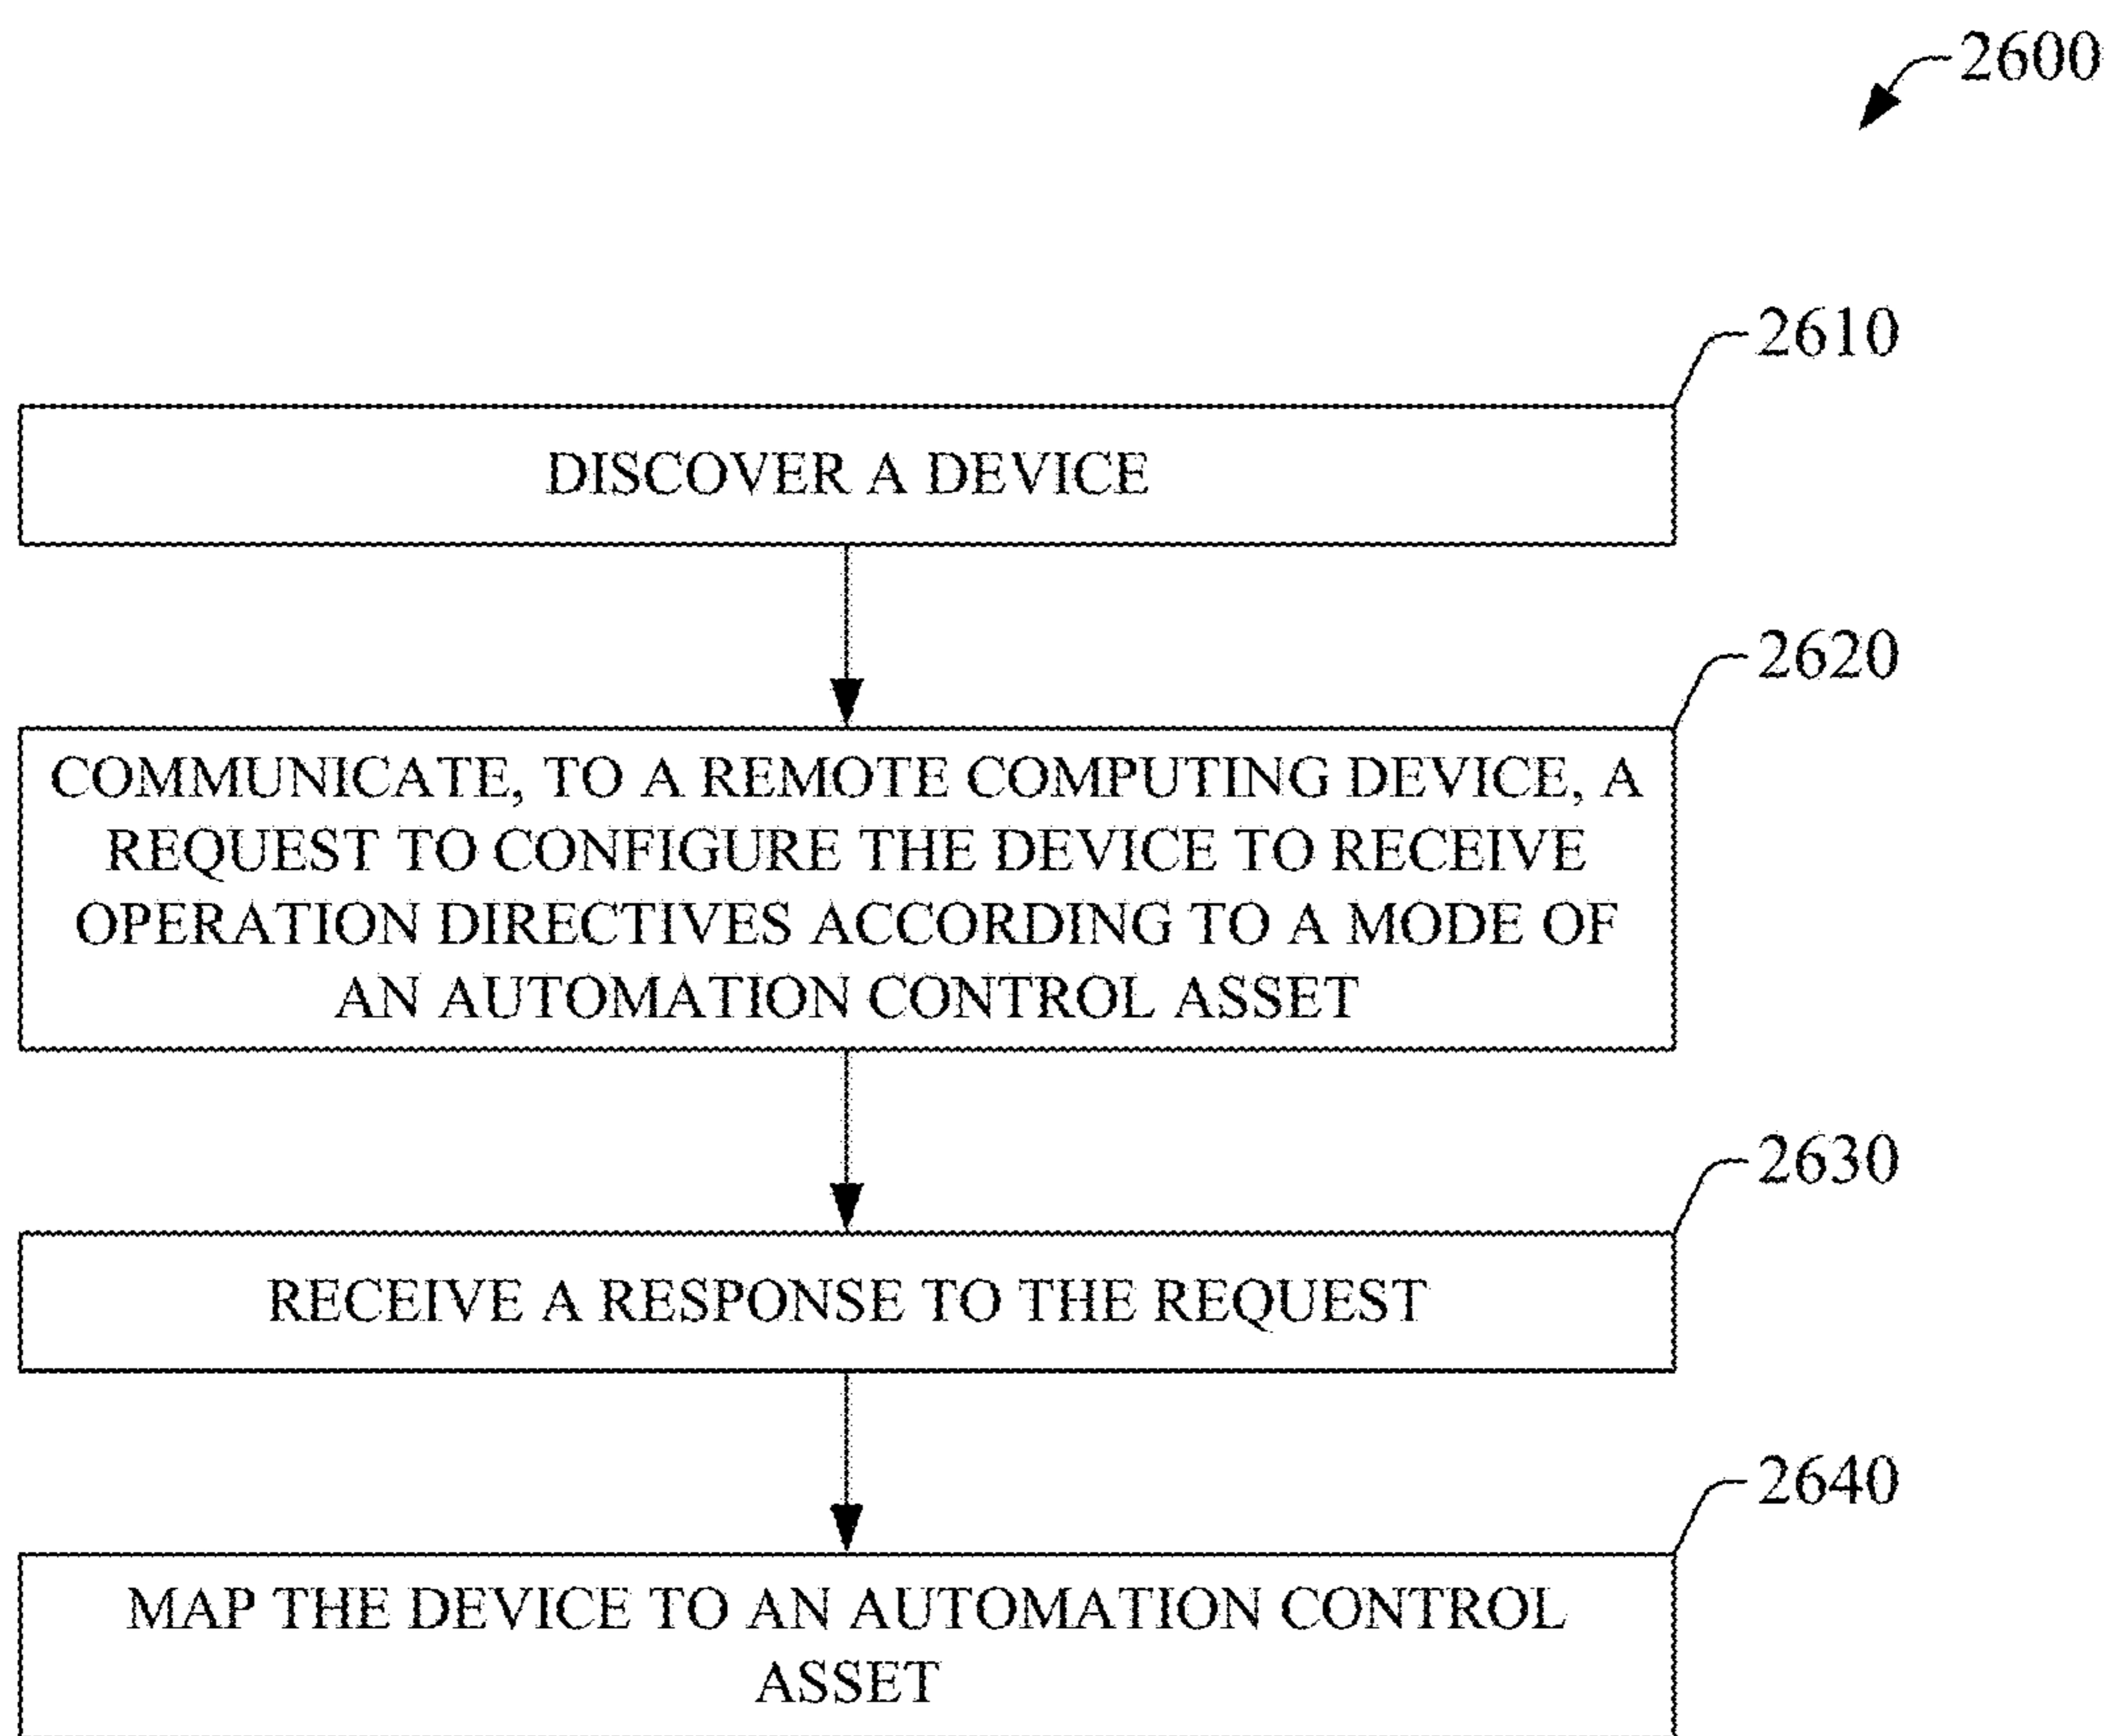 2600
2610
DISCOVER A DEVICE
2620
COMMUNICATE, TO A REMOTE COMPUTING DEVICE, A
REQUEST TO CONFIGURE THE DEVICE TO RECEIVE
OPERATION DIRECTIVES ACCORDING TO A MODE OF
AN AUTOMATION CONTROL ASSET
2630
RECEIVE A RESPONSE TO THE REQUEST
2640
MAP THE DEVICE TO AN AUTOMATION CONTROL
ASSET